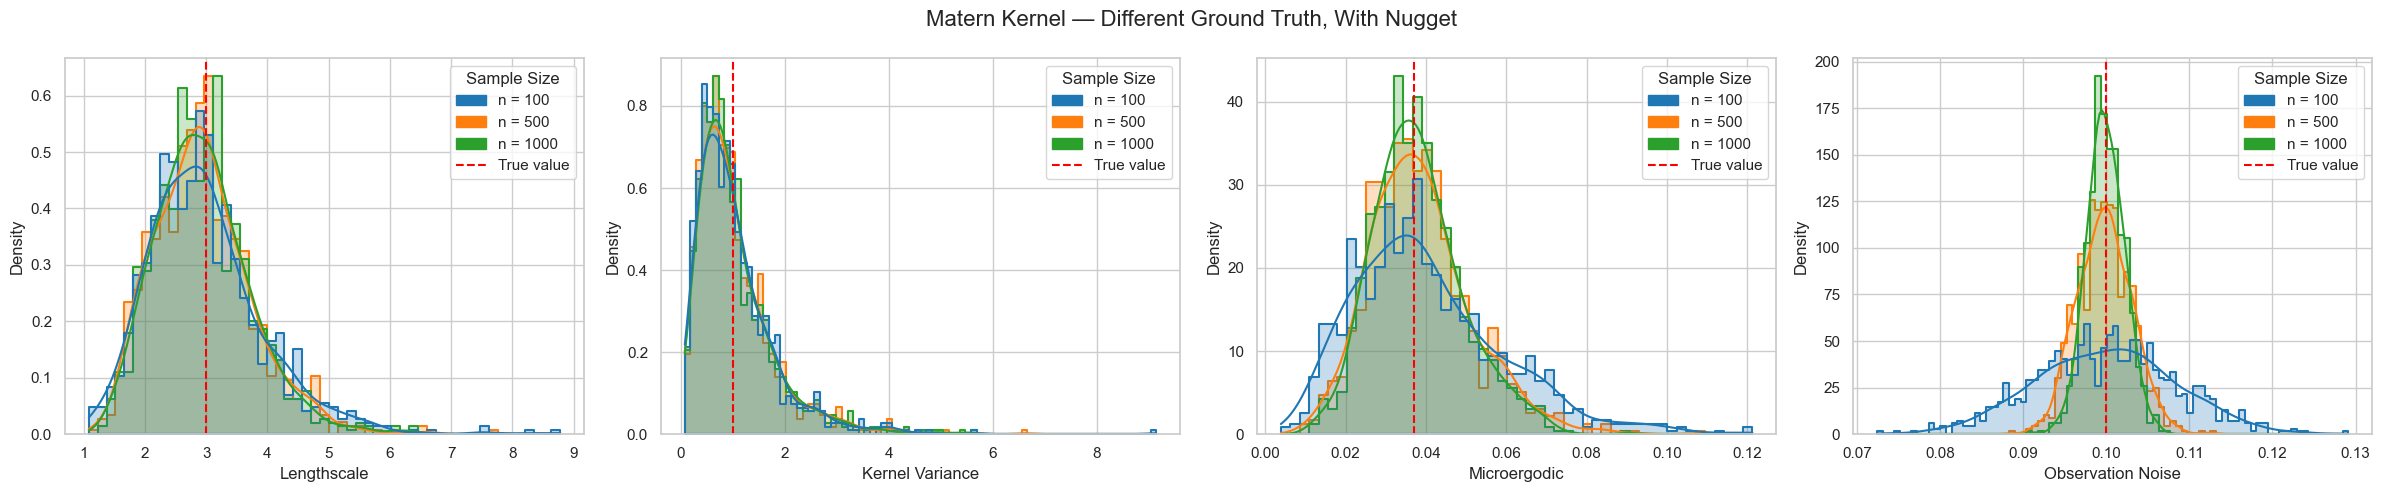 Matern Kernel — Different Ground Truth, With Nugget
Density
0.0
0.1
0.2
0.3
0.4
0.5
0.6
1
2
3
4
5
6
7
8
9
Lengthscale
Sample Size
n = 100
n = 500
n = 1000
True value
Density
0.0
0.2
0.4
0.6
0.8
0
2
4
6
8
Kernel Variance
Sample Size
n = 100
n = 500
n = 1000
True value
Density
0
10
20
30
40
0.00
0.02
0.04
0.06
0.08
0.10
0.12
Microergodic
Sample Size
n = 100
n = 500
n = 1000
True value
Density
0
25
50
75
100
125
150
175
200
0.07
0.08
0.09
0.10
0.11
0.12
0.13
Observation Noise
Sample Size
n = 100
n = 500
n = 1000
True value